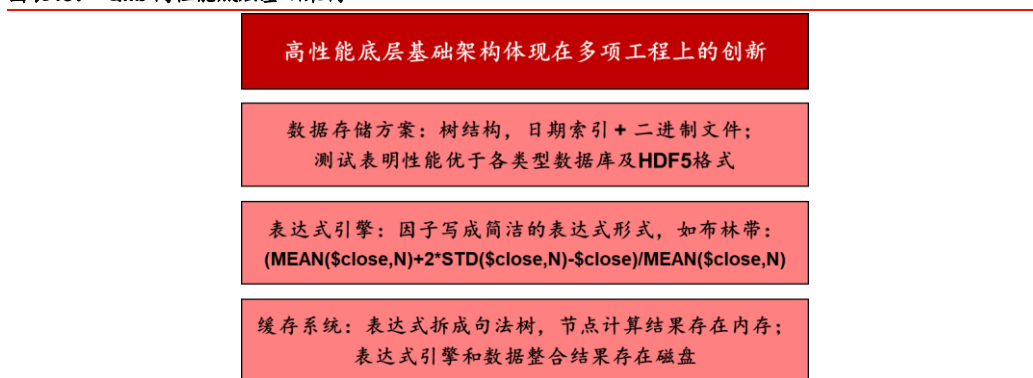 高性能底层基础架构体现在多项工程上的创新
数据存储方案：树结构，日期索引 + 二进制文件；
测试表明性能优于各类型数据库及HDF5格式
表达式引擎：因子写成简洁的表达式形式，如布林带：
(MEAN($close,N)+2*STD($close,N)-$close)/MEAN($close,N)
缓存系统：表达式拆成句法树，节点计算结果存在内存；
表达式引擎和数据整合结果存在磁盘